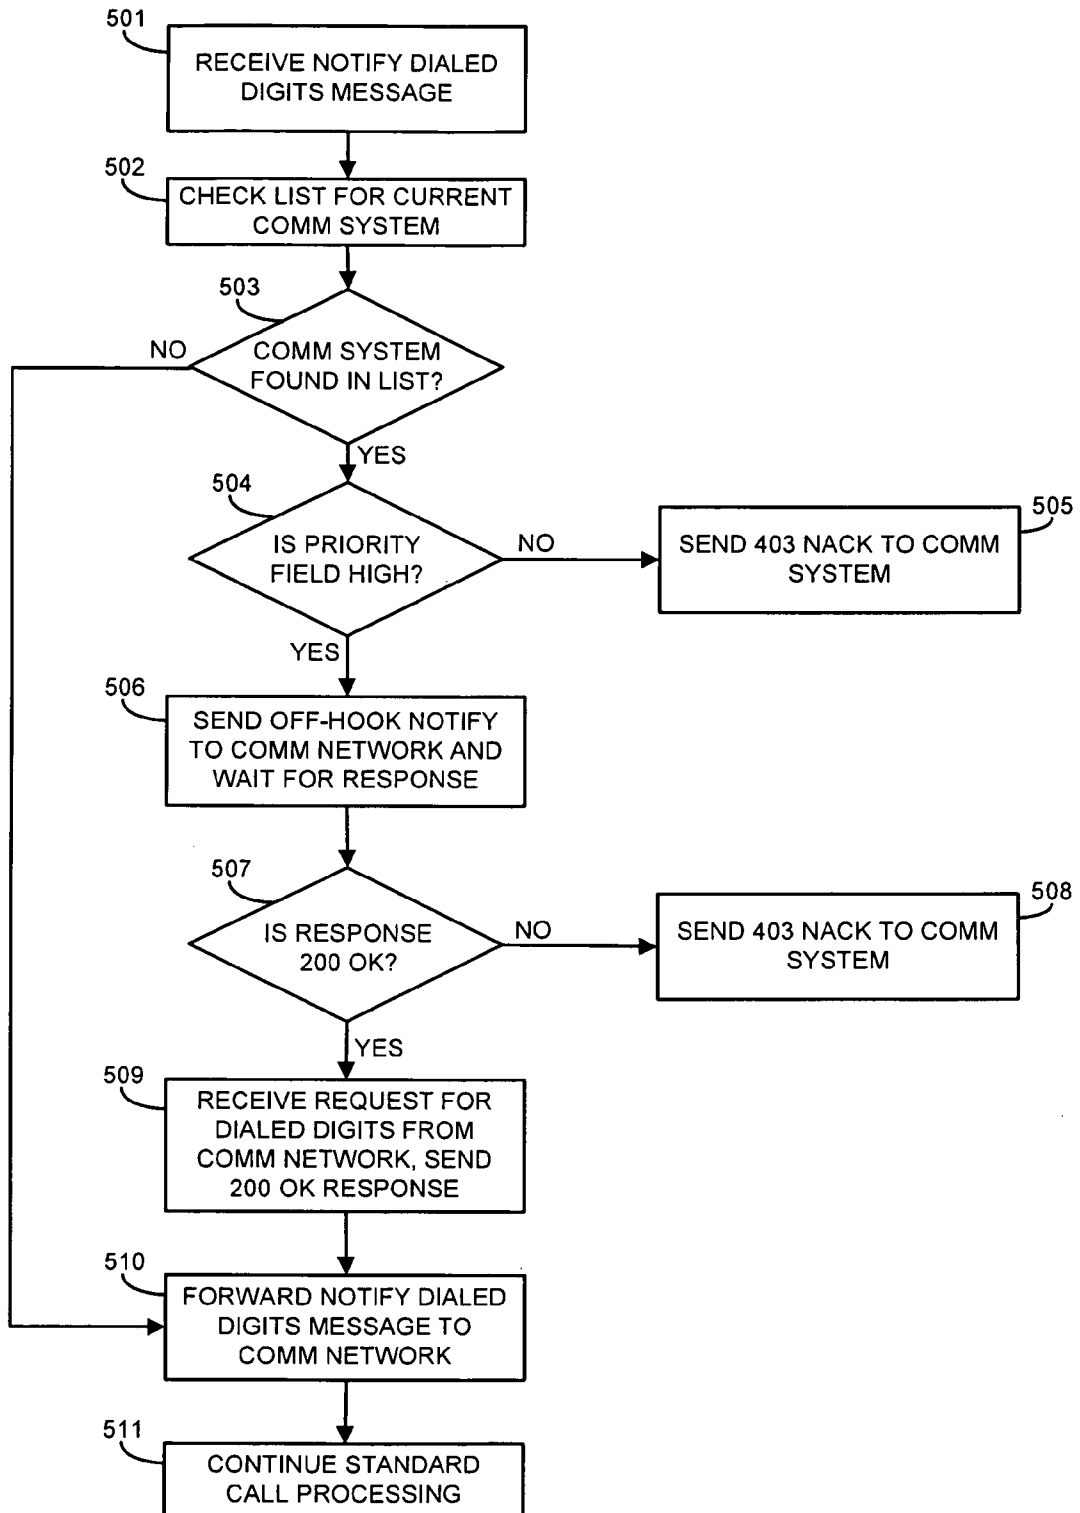 501
RECEIVE NOTIFY DIALED
DIGITS MESSAGE
502
CHECK LIST FOR CURRENT
COMM SYSTEM
503
NO
COMM SYSTEM
FOUND IN LIST?
YES
504
IS PRIORITY
FIELD HIGH?
NO
505
SEND 403 NACK TO COMM
SYSTEM
YES
506
SEND OFF-HOOK NOTIFY
TO COMM NETWORK AND
WAIT FOR RESPONSE
507
IS RESPONSE
200 OK?
NO
508
SEND 403 NACK TO COMM
SYSTEM
YES
509
RECEIVE REQUEST FOR
DIALED DIGITS FROM
COMM NETWORK, SEND
200 OK RESPONSE
510
FORWARD NOTIFY DIALED
DIGITS MESSAGE TO
COMM NETWORK
511
CONTINUE STANDARD
CALL PROCESSING